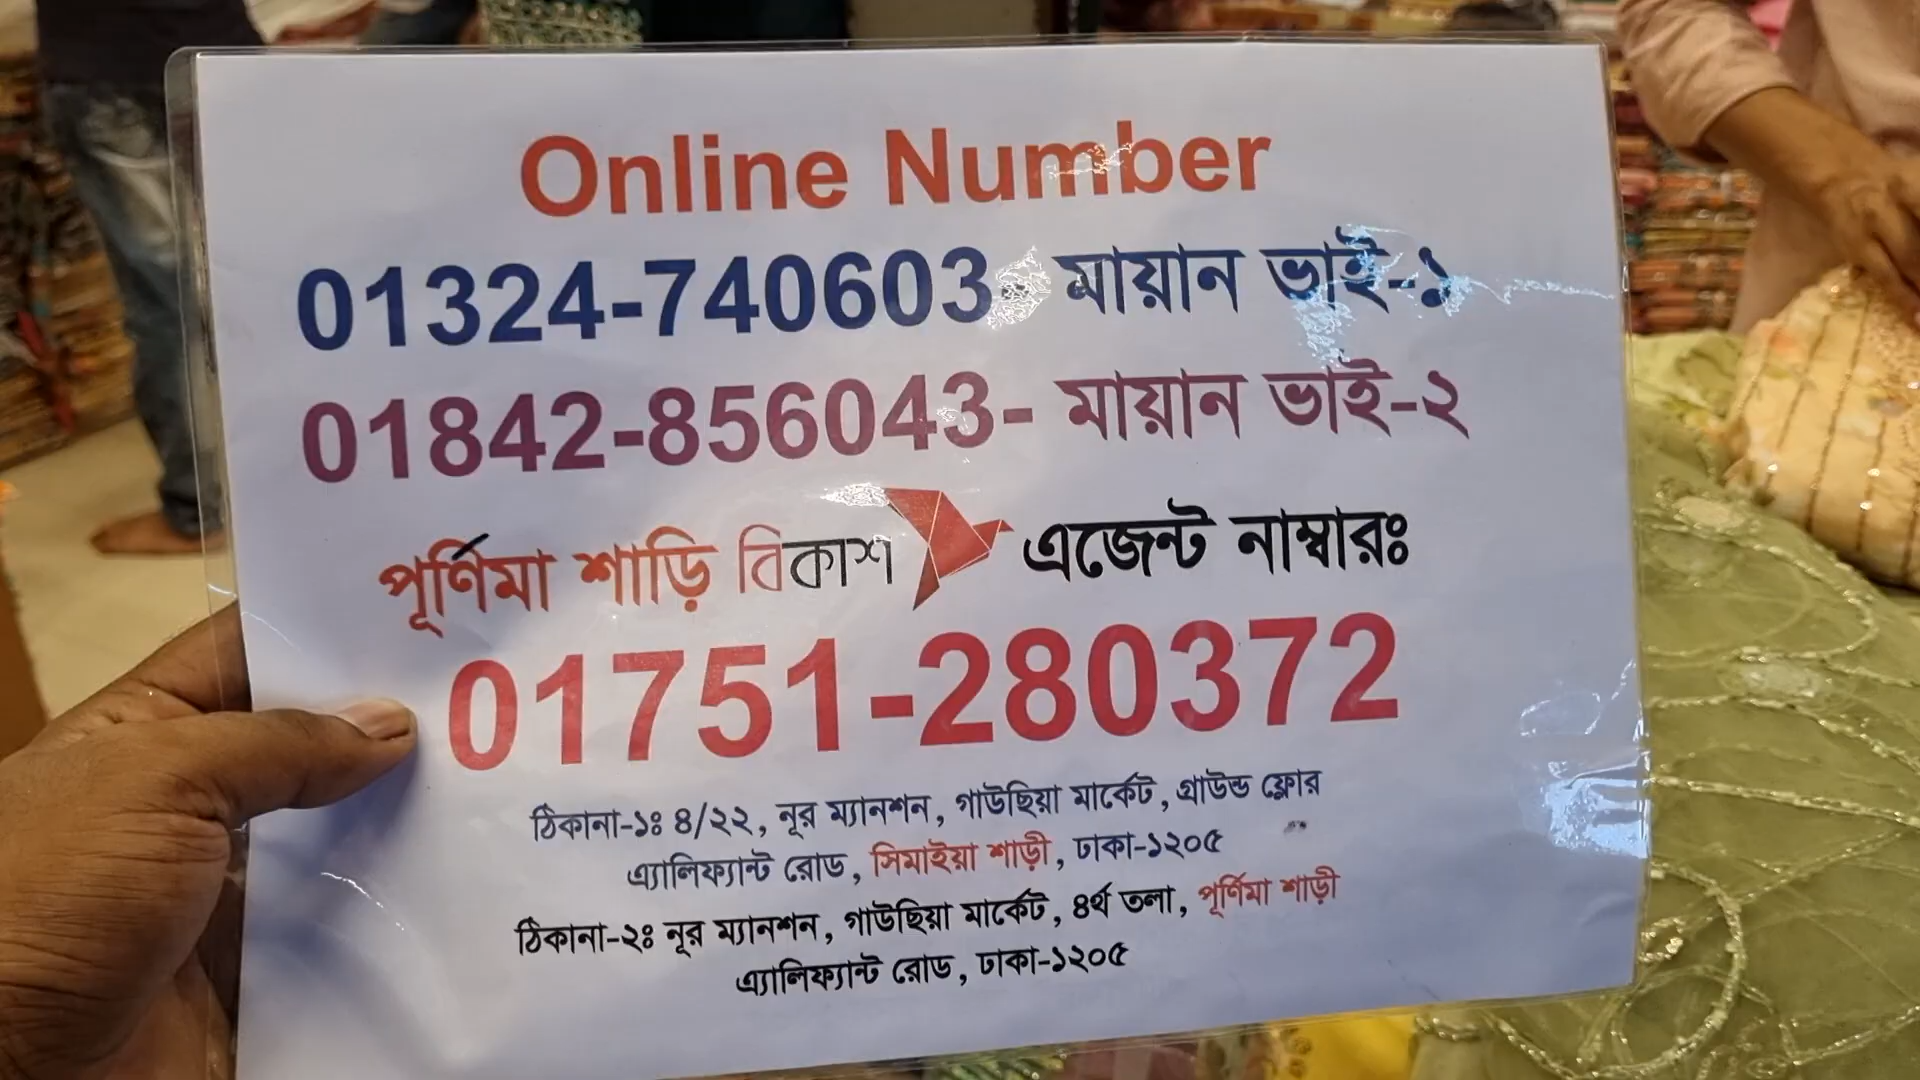 Online Number
01324-740603- মায়ান ভাই-১
01842-856043- মায়ান ভাই-২
পূর্ণিমা শাড়ি বিকাশ এজেন্ট নাম্বারঃ
01751-280372
ঠিকানা-১ঃ ৪/২২, নূর ম্যানশন, গাউছিয়া মার্কেট, গ্রাউন্ড ফ্লোর
এ্যালিফ্যান্ট রোড, সিমাইয়া শাড়ী, ঢাকা-১২০৫
ঠিকানা-২ঃ নূর ম্যানশন, গাউছিয়া মার্কেট, ৪র্থ তলা, পূর্ণিমা শাড়ী
এ্যালিফ্যান্ট রোড, ঢাকা-১২০৫